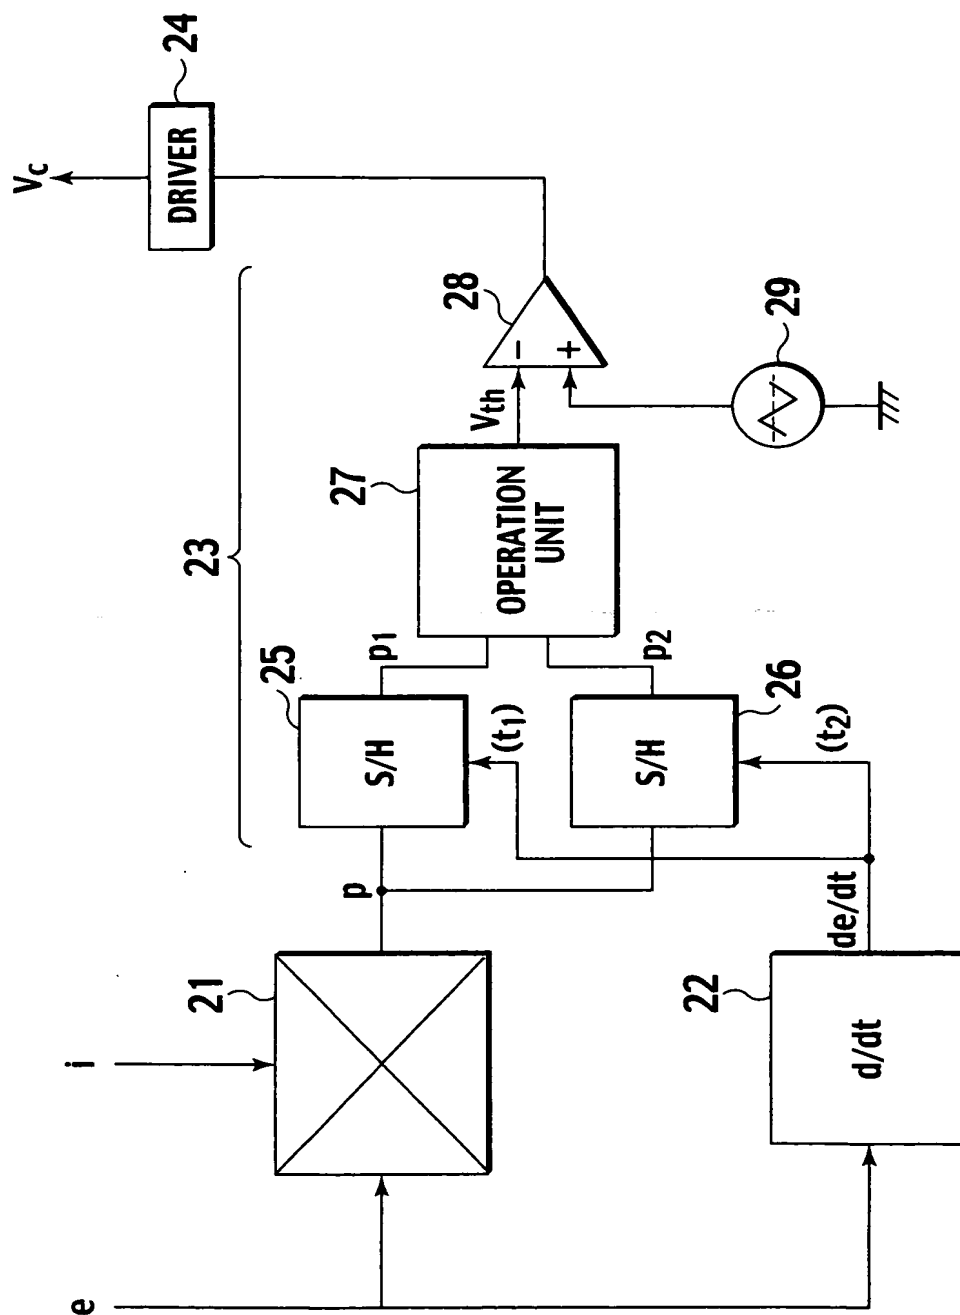 e
i
21
22
d/dt
de/dt
p
23
25
S/H
(t1)
26
S/H
(t2)
p1
p2
27
OPERATION
UNIT
Vth
28
−
+
29
24
DRIVER
Vc